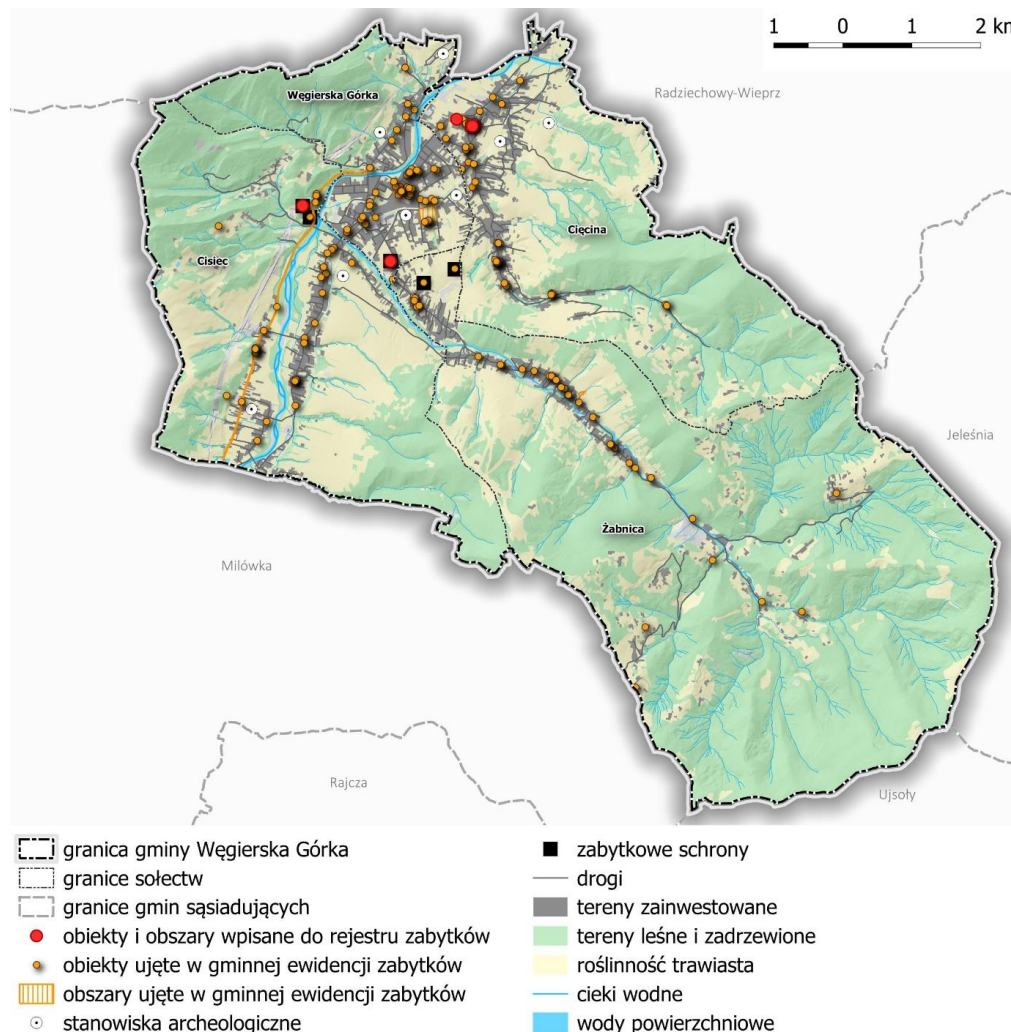 1 0 1 2 km
Radziechowy-Wieprz
Węgierska Górka
Cięcina
Cisiec
Jeleśnia
Żabnica
Milówka
Rajcza
Ujsoły
granica gminy Węgierska Górka
granice sołectw
granice gmin sąsiadujących
obiekty i obszary wpisane do rejestru zabytków
obiekty ujęte w gminnej ewidencji zabytków
obszary ujęte w gminnej ewidencji zabytków
stanowiska archeologiczne
zabytkowe schrony
drogi
tereny zainwestowane
tereny leśne i zadrzewione
roślinność trawiasta
cieki wodne
wody powierzchniowe